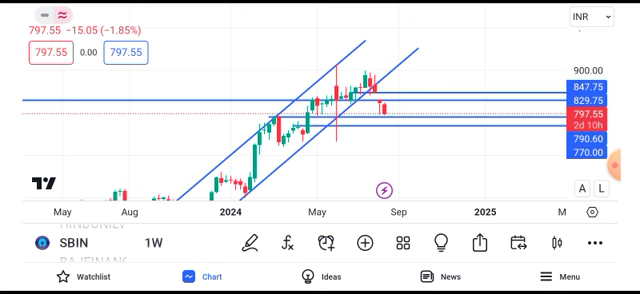 INR
797.55 −15.05 (−1.85%)
797.55 0.00 797.55
900.00
847.75
829.75
797.55
2d 10h
790.60
770.00
A L
May Aug 2024 May Sep 2025 M
HINDUNILV
SBIN 1W
BAJFINANC
Watchlist Chart Ideas News Menu